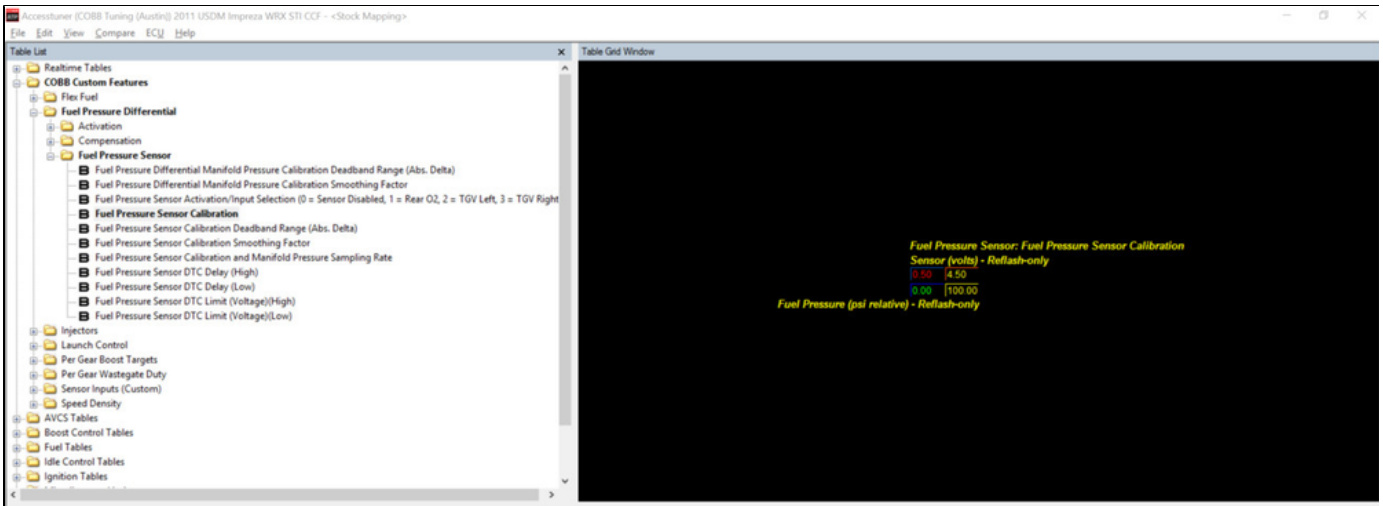 Accesstuner (COBB Tuning (Austin)) 2011 USDM Impreza WRX STI CCF - <Stock Mapping>
File Edit View Compare ECU Help
Table List
Realtime Tables
COBB Custom Features
Flex Fuel
Fuel Pressure Differential
Activation
Compensation
Fuel Pressure Sensor
Fuel Pressure Differential Manifold Pressure Calibration Deadband Range (Abs. Delta)
Fuel Pressure Differential Manifold Pressure Calibration Smoothing Factor
Fuel Pressure Sensor Activation/Input Selection (0 = Sensor Disabled, 1 = Rear O2, 2 = TGV Left, 3 = TGV Right
Fuel Pressure Sensor Calibration
Fuel Pressure Sensor Calibration Deadband Range (Abs. Delta)
Fuel Pressure Sensor Calibration Smoothing Factor
Fuel Pressure Sensor Calibration and Manifold Pressure Sampling Rate
Fuel Pressure Sensor DTC Delay (High)
Fuel Pressure Sensor DTC Delay (Low)
Fuel Pressure Sensor DTC Limit (Voltage)(High)
Fuel Pressure Sensor DTC Limit (Voltage)(Low)
Injectors
Launch Control
Per Gear Boost Targets
Per Gear Wastegate Duty
Sensor Inputs (Custom)
Speed Density
AVCS Tables
Boost Control Tables
Fuel Tables
Idle Control Tables
Ignition Tables
Table Grid Window
Fuel Pressure Sensor: Fuel Pressure Sensor Calibration
Sensor (volts) - Reflash-only
0.50 4.50
0.00 100.00
Fuel Pressure (psi relative) - Reflash-only